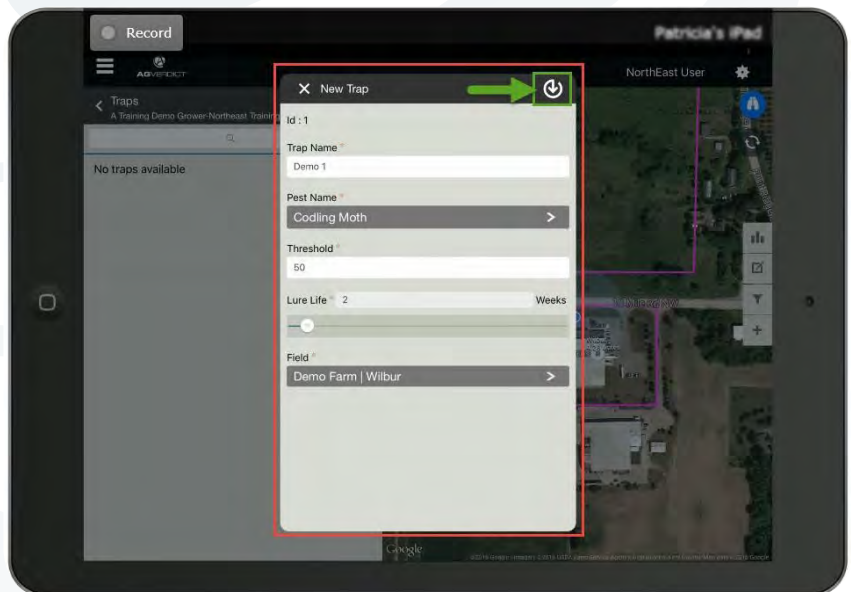 Record
Patricia's iPad
AGVERDICT
NorthEast User
Traps
A Training Demo Grower-Northeast Training
No traps available
New Trap
Id : 1
Trap Name *
Demo 1
Pest Name *
Codling Moth
Threshold *
50
Lure Life * 2 Weeks
Field *
Demo Farm | Wilbur
Google